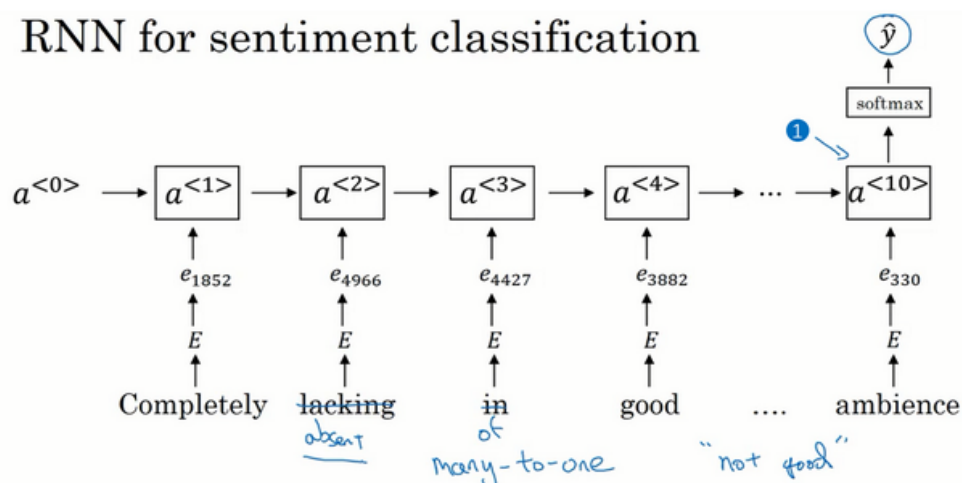 RNN for sentiment classification
ŷ
softmax
1
a<0> a<1> a<2> a<3> a<4> ... a<10>
e1852 e4966 e4427 e3882 e330
E E E E E
Completely lacking in good .... ambience
absent of
many-to-one "not good"